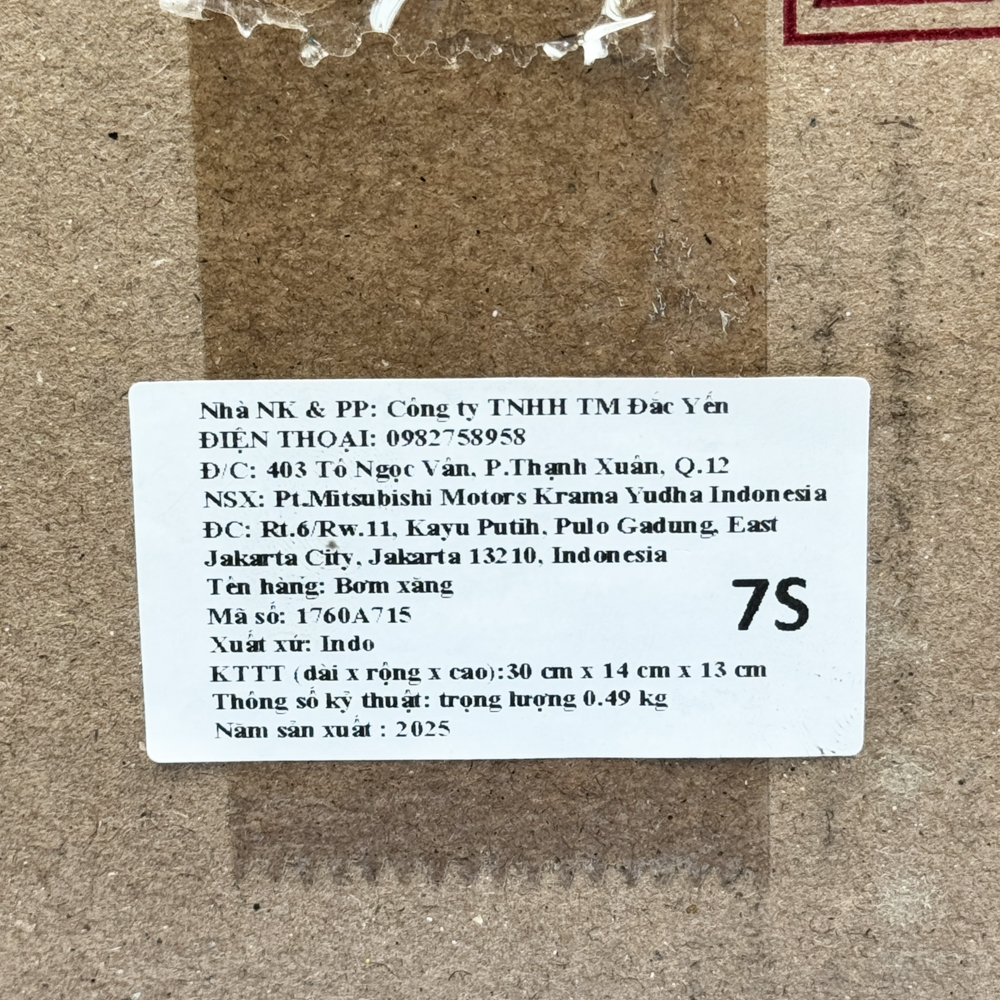 Nhà NK & PP: Công ty TNHH TM Đắc Yến
ĐIỆN THOẠI: 0982758958
Đ/C: 403 Tô Ngọc Vân, P.Thạnh Xuân, Q.12
NSX: Pt.Mitsubishi Motors Krama Yudha Indonesia
ĐC: Rt.6/Rw.11, Kayu Putih, Pulo Gadung, East
Jakarta City, Jakarta 13210, Indonesia
Tên hàng: Bơm xăng
Mã số: 1760A715
7S
Xuất xứ: Indo
KTTT (dài x rộng x cao):30 cm x 14 cm x 13 cm
Thông số kỹ thuật: trọng lượng 0.49 kg
Năm sản xuất : 2025